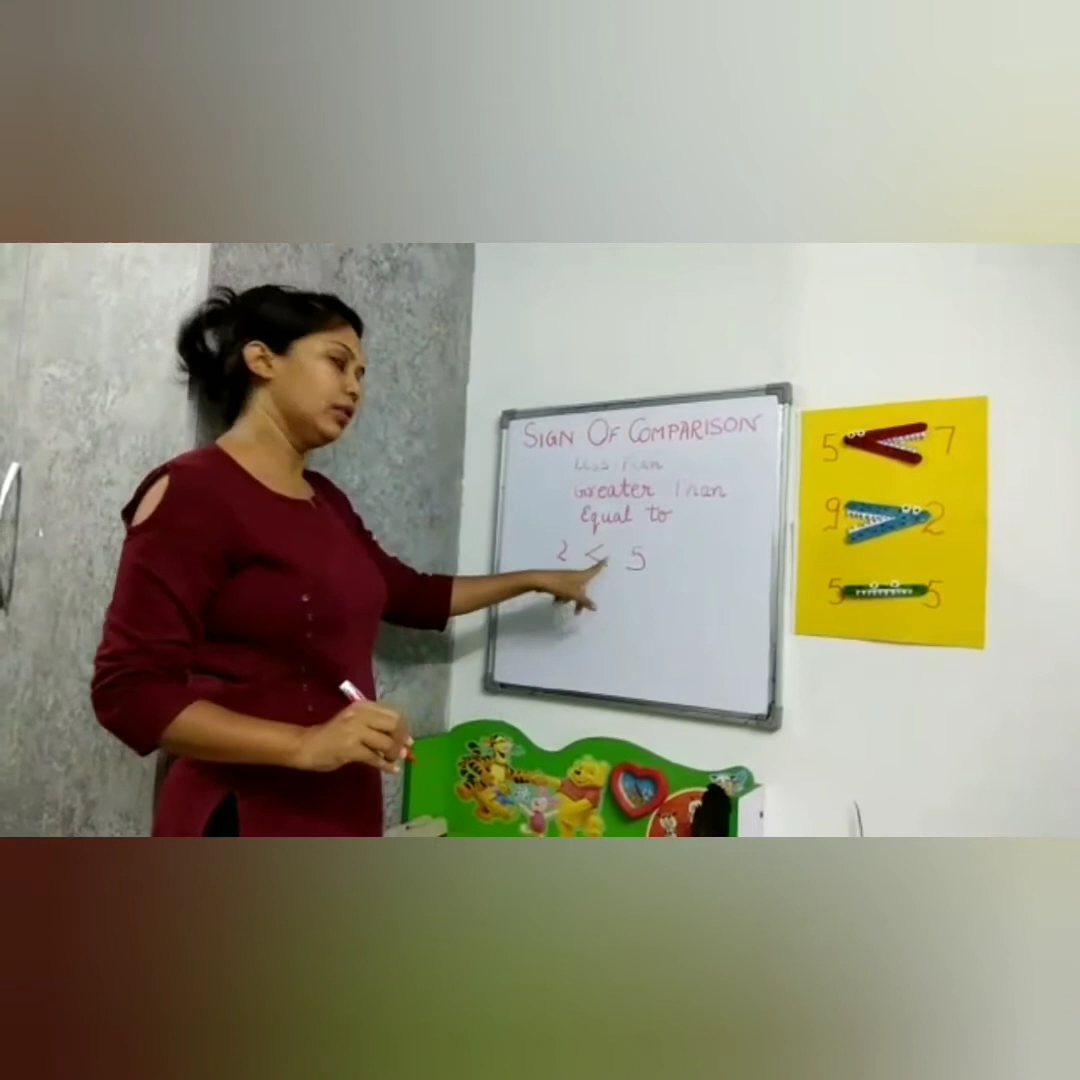 SIGN OF COMPARISON
Less Than
Greater Than
Equal to
2 < 5
5 < 7
9 > 2
5 = 5